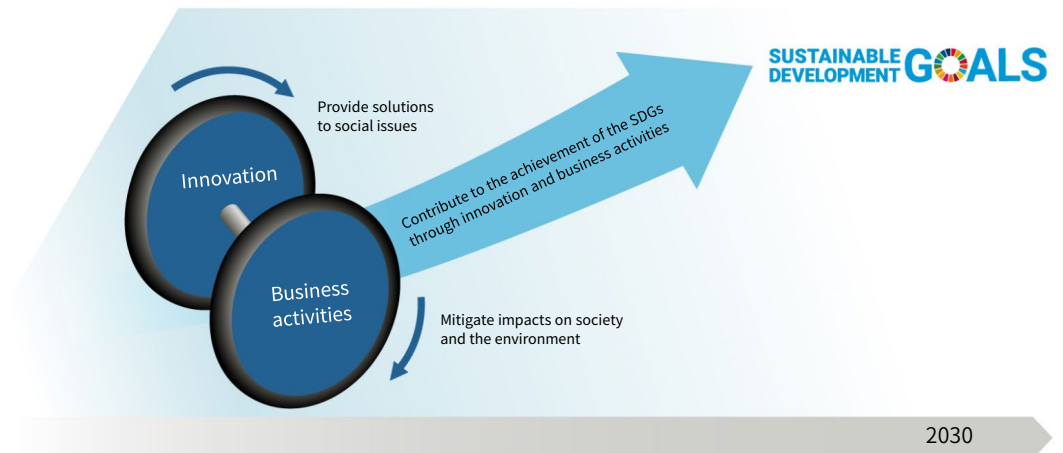 SUSTAINABLE
DEVELOPMENT
GOALS
Provide solutions
to social issues
Innovation
Contribute to the achievement of the SDGs
through innovation and business activities
Business
activities
Mitigate impacts on society
and the environment
2030